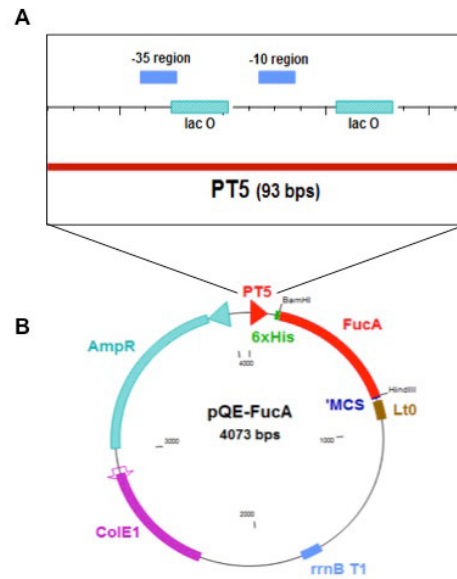 A
-35 region
-10 region
lac O
lac O
PT5 (93 bps)
B
PT5
BamHI
6xHis
FucA
AmpR
4000
HindIII
'MCS
Lt0
pQE-FucA
4073 bps
3000
1000
2000
ColE1
rrnB T1